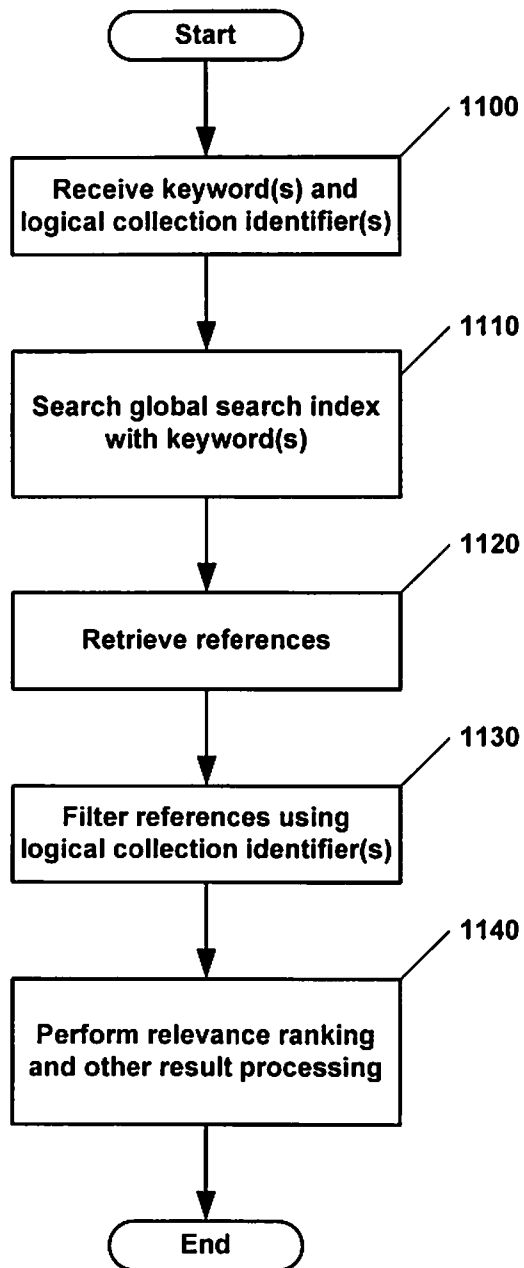 Start
1100
Receive keyword(s) and
logical collection identifier(s)
1110
Search global search index
with keyword(s)
1120
Retrieve references
1130
Filter references using
logical collection identifier(s)
1140
Perform relevance ranking
and other result processing
End